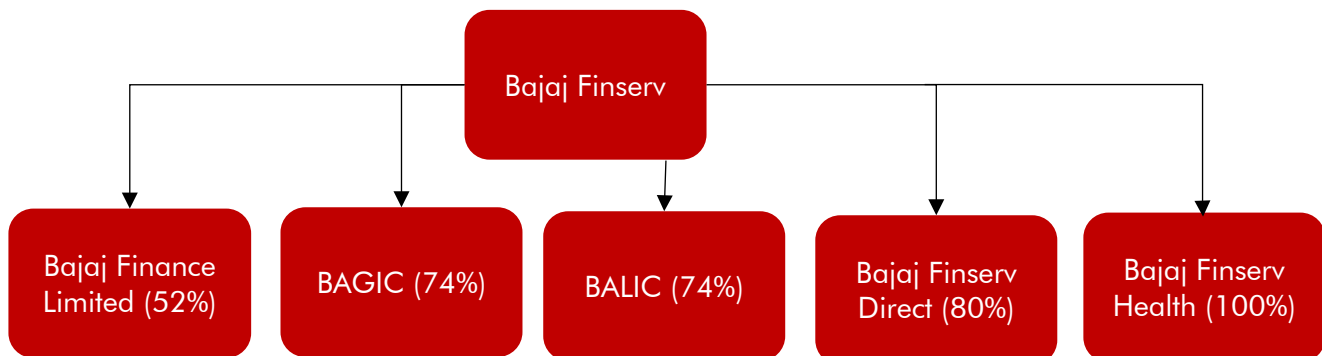 Bajaj Finserv
Bajaj Finance
Limited (52%)
BAGIC (74%)
BALIC (74%)
Bajaj Finserv
Direct (80%)
Bajaj Finserv
Health (100%)